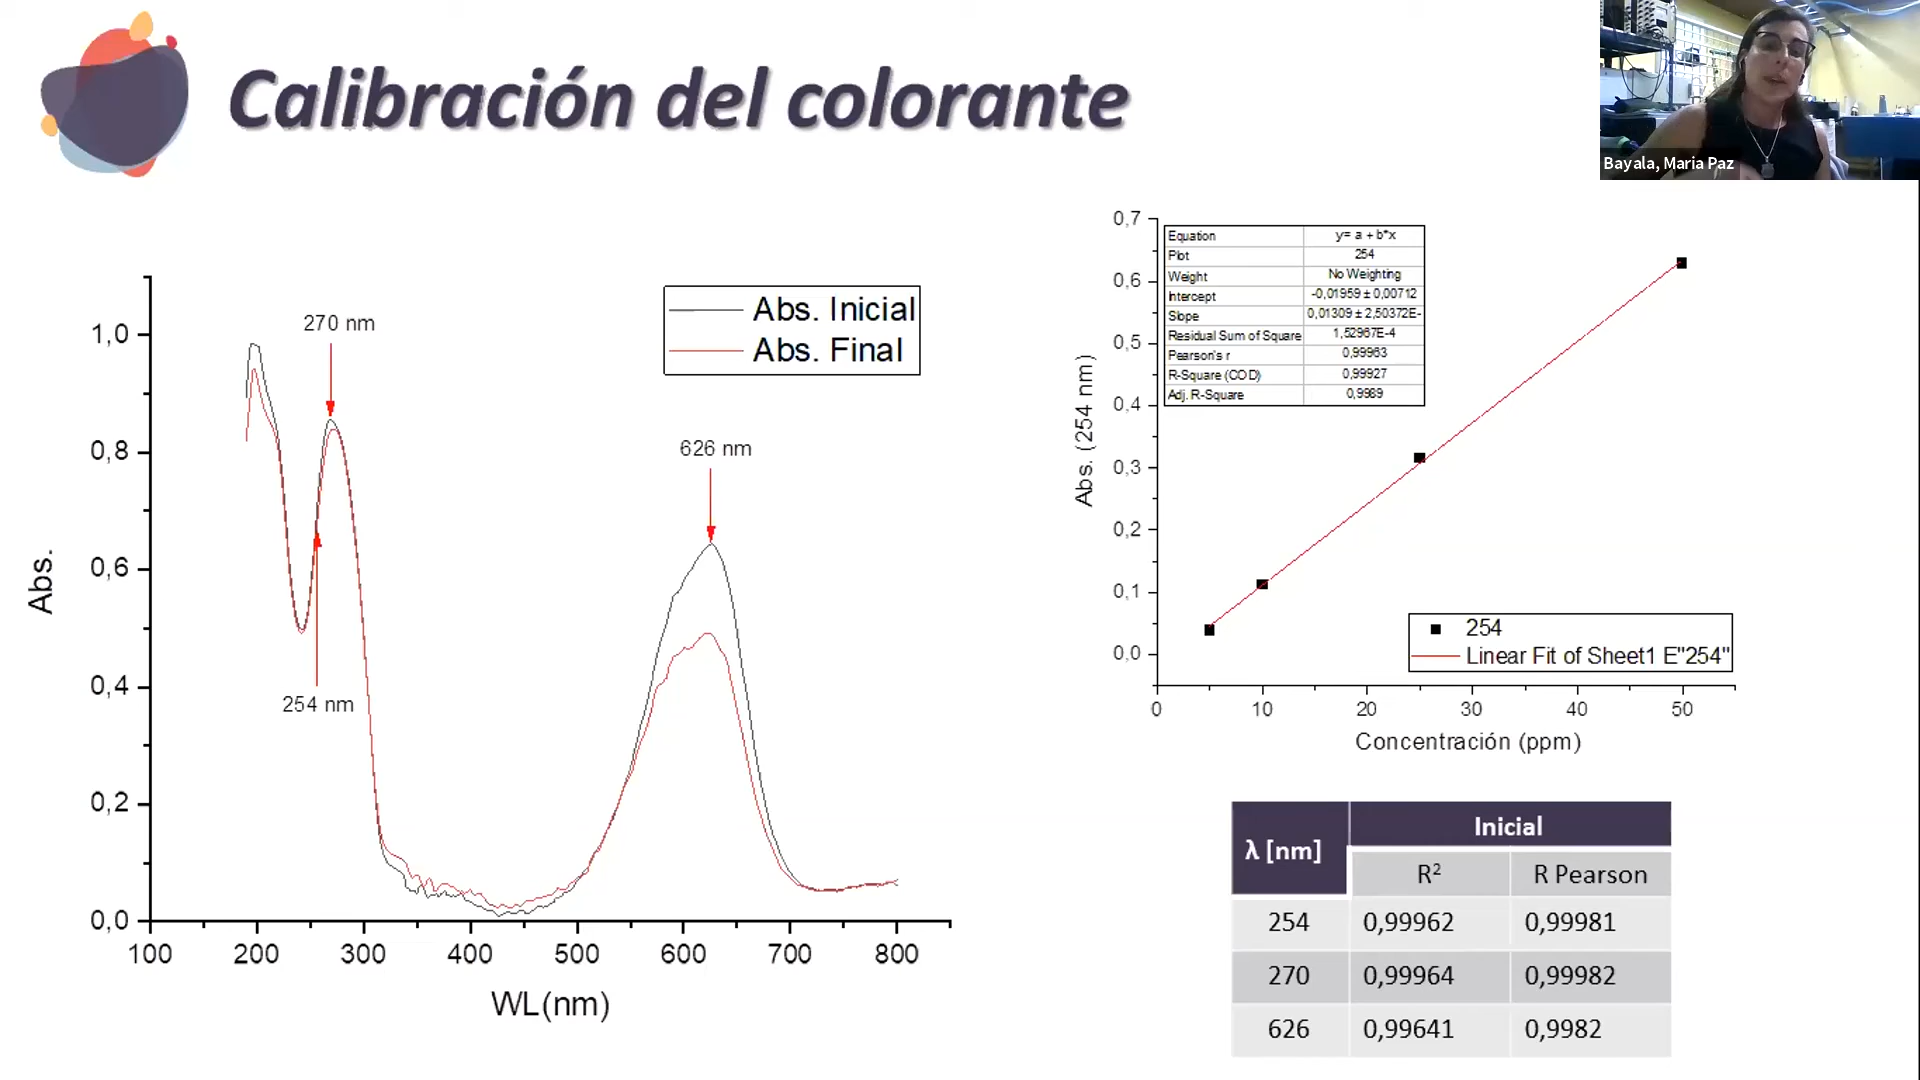 Calibración del colorante
Bayala, Maria Paz
Abs. Inicial
Abs. Final
270 nm
626 nm
254 nm
1,0
0,8
0,6
0,4
0,2
0,0
Abs.
100 200 300 400 500 600 700 800
WL(nm)
Equation y= a + b*x
Plot 254
Weight No Weighting
Intercept -0,01959 ± 0,00712
Slope 0,01309 ± 2,50372E-
Residual Sum of Square 1,52967E-4
Pearson's r 0,99963
R-Square (COD) 0,99927
Adj. R-Square 0,9989
0,7
0,6
0,5
0,4
0,3
0,2
0,1
0,0
Abs. (254 nm)
254
Linear Fit of Sheet1 E"254"
0 10 20 30 40 50
Concentración (ppm)
λ [nm] Inicial
R² R Pearson
254 0,99962 0,99981
270 0,99964 0,99982
626 0,99641 0,9982